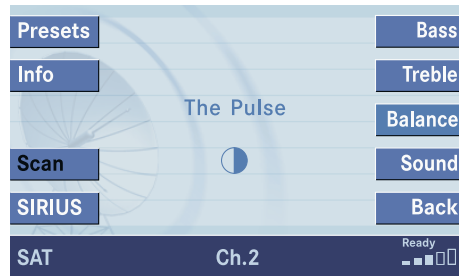 Presets
Bass
Info
Treble
The Pulse
Balance
Scan
Sound
SIRIUS
Back
SAT
Ch.2
Ready